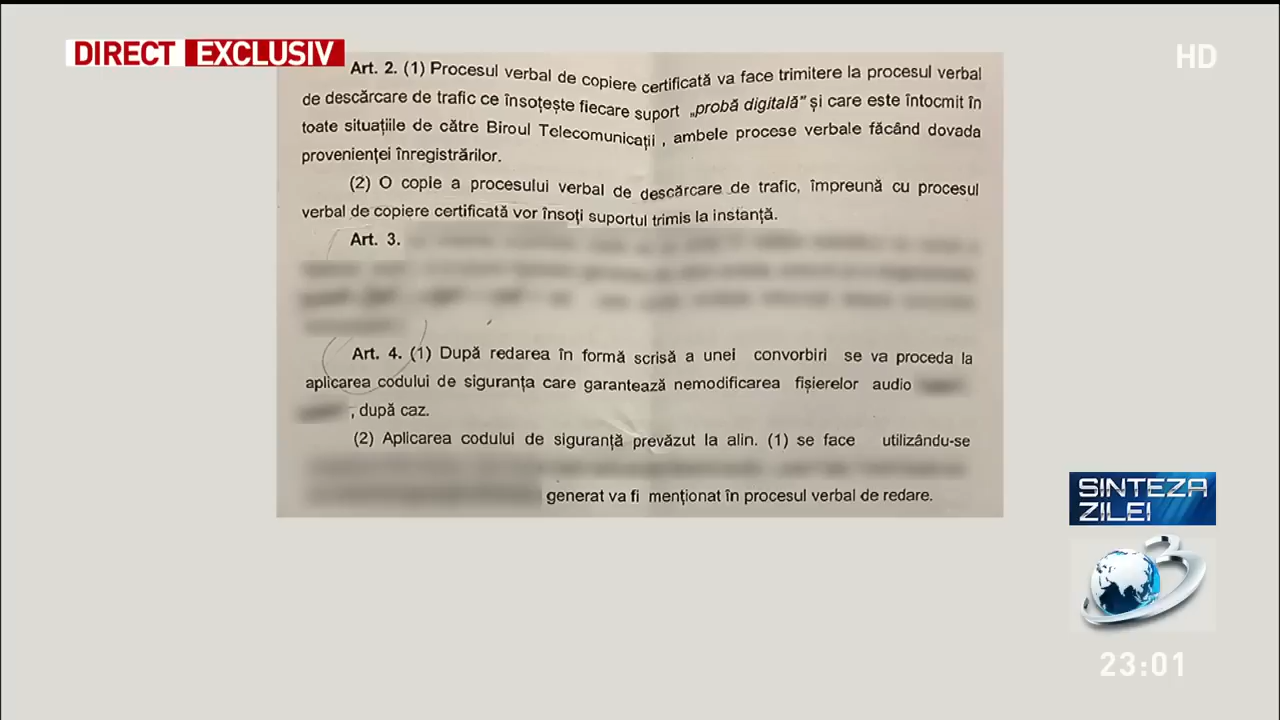 DIRECT EXCLUSIV
HD
Art. 2. (1) Procesul verbal de copiere certificată va face trimitere la procesul verbal
de descărcare de trafic ce însoțește fiecare suport „probă digitală” și care este întocmit în
toate situațiile de către Biroul Telecomunicații , ambele procese verbale făcând dovada
provenienței înregistrărilor.
(2) O copie a procesului verbal de descărcare de trafic, împreună cu procesul
verbal de copiere certificată vor însoți suportul trimis la instanță.
Art. 3.
Art. 4. (1) După redarea în formă scrisă a unei convorbiri se va proceda la
aplicarea codului de siguranța care garantează nemodificarea fișierelor audio
, după caz.
(2) Aplicarea codului de siguranță prevăzut la alin. (1) se face utilizându-se
generat va fi menționat în procesul verbal de redare.
SINTEZA
ZILEI
3
23:01